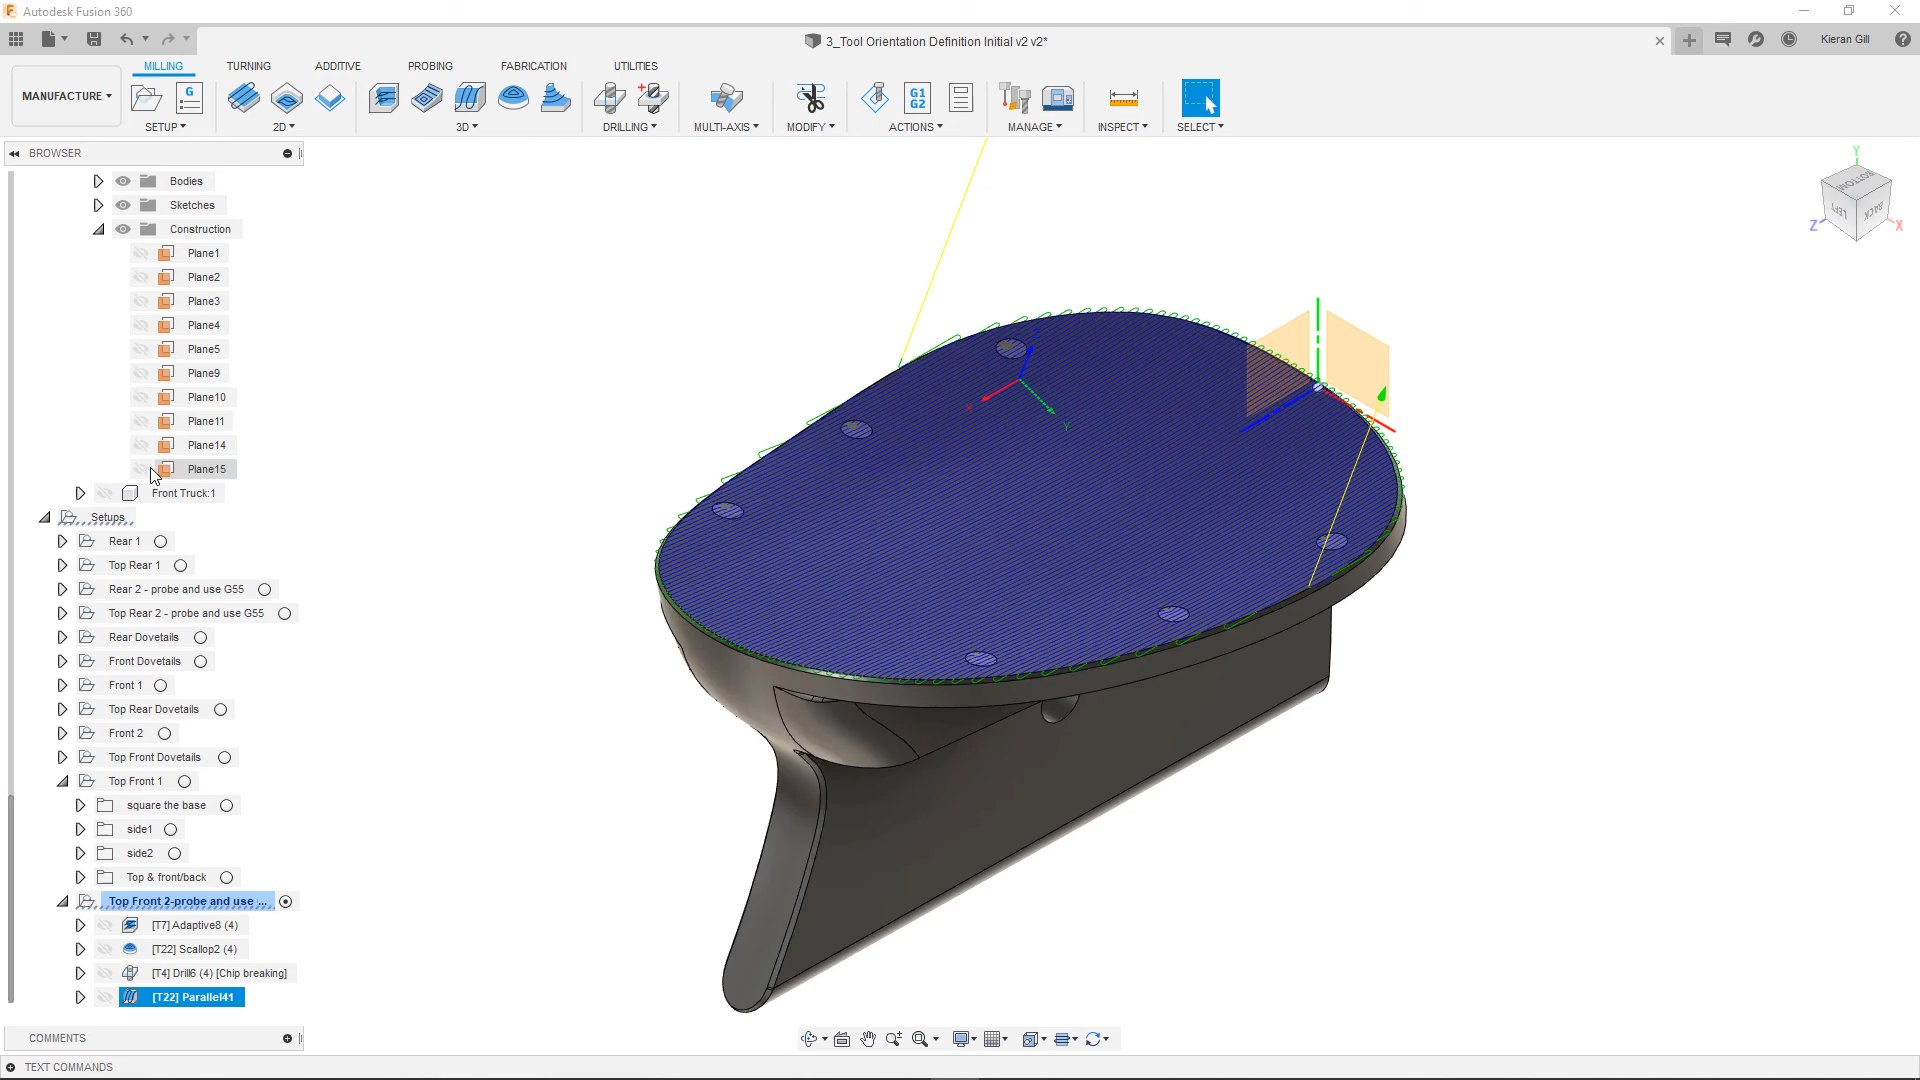 Autodesk Fusion 360
3_Tool Orientation Definition Initial v2 v2*
Kieran Gill
MILLING TURNING ADDITIVE PROBING FABRICATION UTILITIES
MANUFACTURE
G
G1
G2
SETUP 2D 3D DRILLING MULTI-AXIS MODIFY ACTIONS MANAGE INSPECT SELECT
BROWSER
Bodies
Sketches
Construction
Plane1
Plane2
Plane3
Plane4
Plane5
Plane9
Plane10
Plane11
Plane14
Plane15
Front Truck:1
Setups
Rear 1
Top Rear 1
Rear 2 - probe and use G55
Top Rear 2 - probe and use G55
Rear Dovetails
Front Dovetails
Front 1
Top Rear Dovetails
Front 2
Top Front Dovetails
Top Front 1
square the base
side1
side2
Top & front/back
Top Front 2-probe and use ...
[T7] Adaptive8 (4)
[T22] Scallop2 (4)
[T4] Drill6 (4) [Chip breaking]
[T22] Parallel41
COMMENTS
TEXT COMMANDS
X
Y
Y
BOTTOM
LEFT
BACK
Z
X